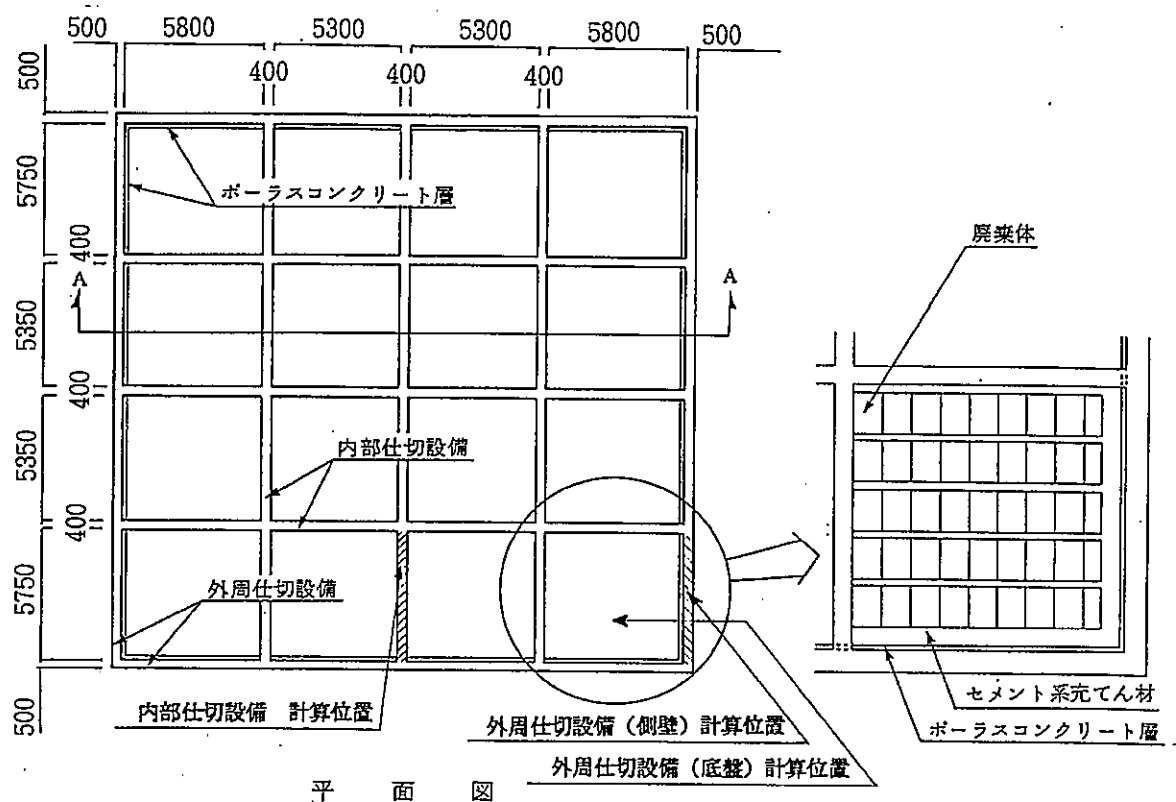 500 5800 5300 5300 5800 500
400 400 400
500
5750
400
5350
400
5350
400
5750
500
ポーラスコンクリート層
A A
内部仕切設備
外周仕切設備
内部仕切設備 計算位置
外周仕切設備(側壁)計算位置
外周仕切設備(底盤)計算位置
廃棄体
セメント系充てん材
ポーラスコンクリート層
平面図